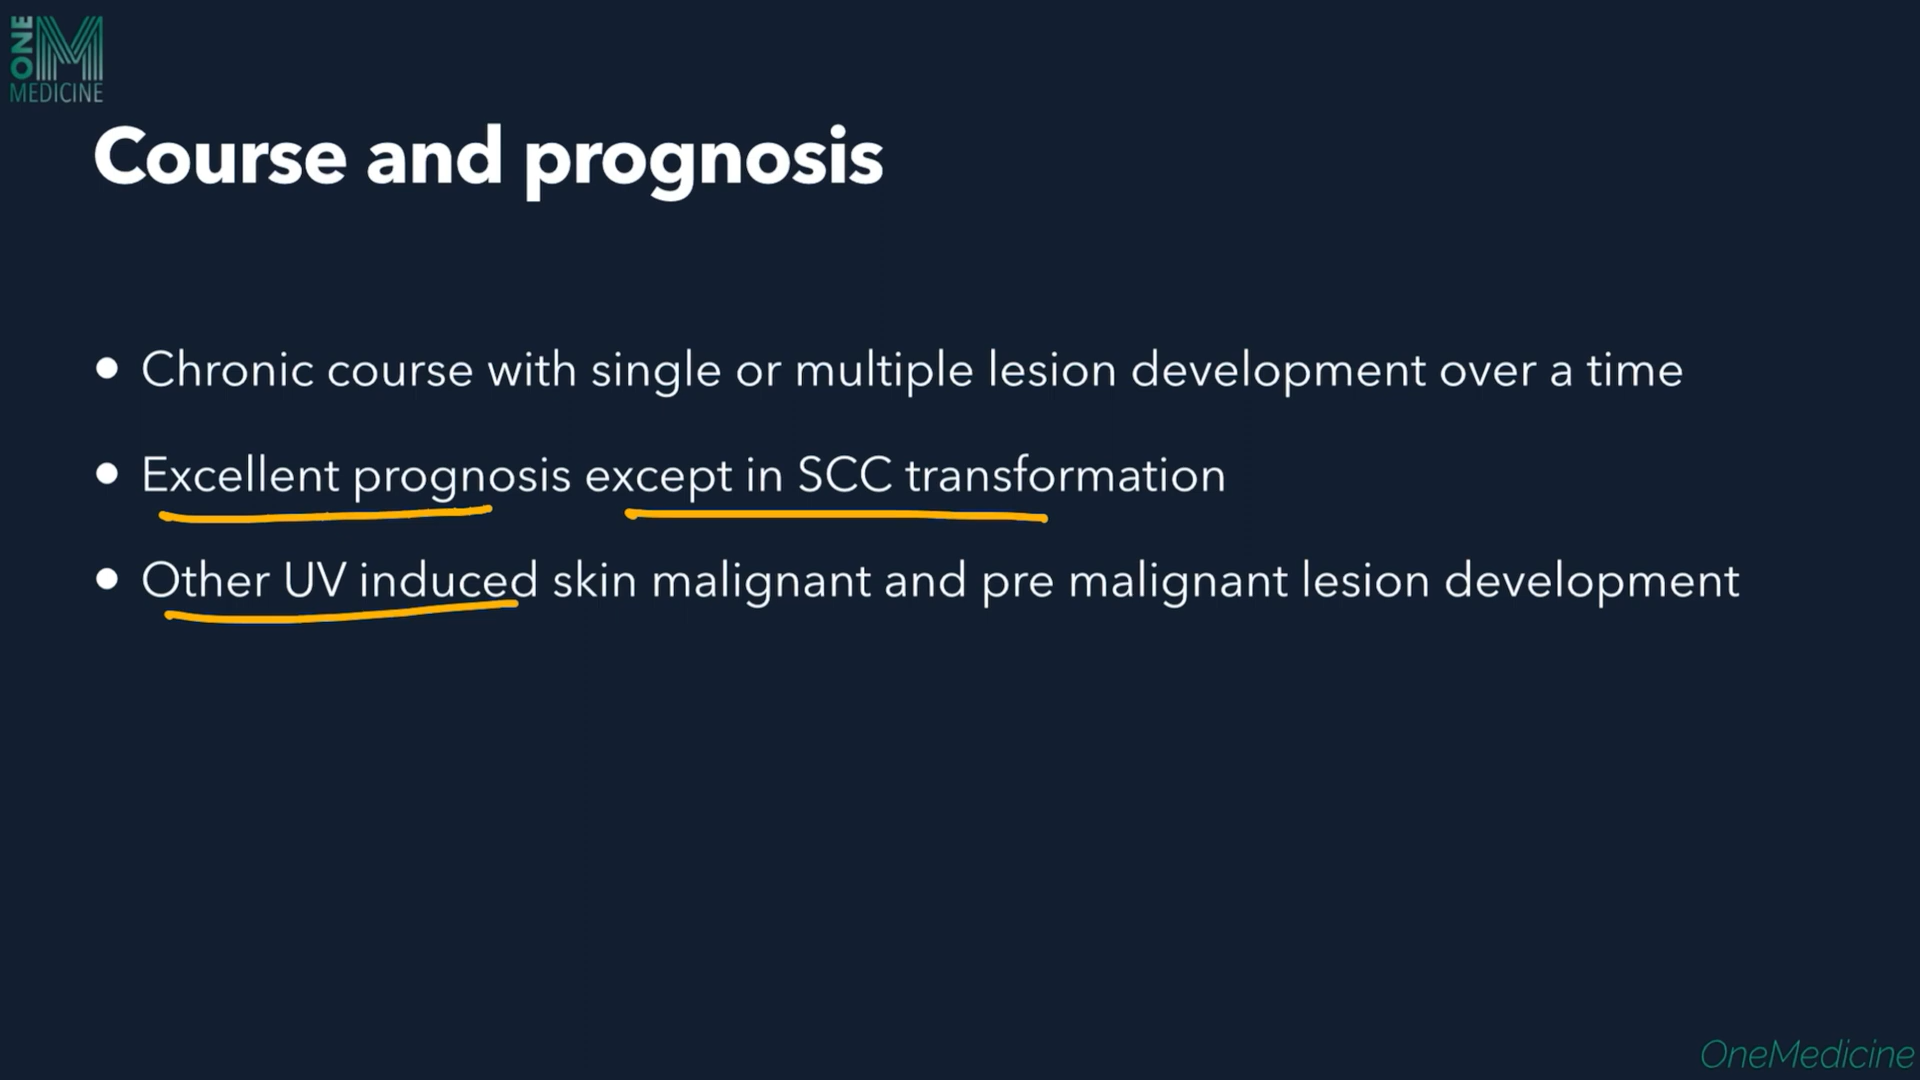 ONE
M
MEDICINE
Course and prognosis
• Chronic course with single or multiple lesion development over a time
• Excellent prognosis except in SCC transformation
• Other UV induced skin malignant and pre malignant lesion development
OneMedicine